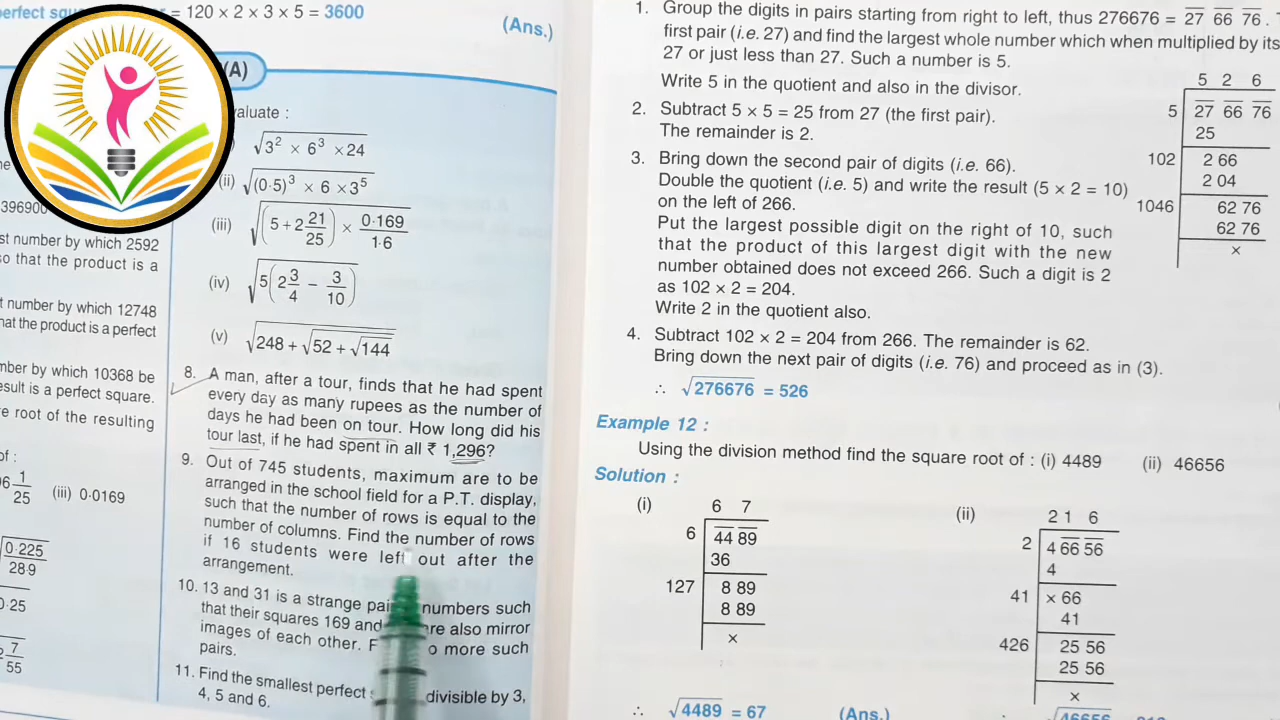 = 120 × 2 × 3 × 5 = 3600
(Ans.)
(A)
396900
st number by which 2592
so that the product is a
t number by which 12748
hat the product is a perfect
mber by which 10368 be
esult is a perfect square.
e root of the resulting
of :
(iii) 0·0169
valuate :
√(3² × 6³ × 24)
(ii) √((0·5)³ × 6 × 3⁵)
(iii) √((5 + 2 21/25) × 0·169/1·6)
(iv) √(5(2 3/4 − 3/10))
(v) √(248 + √(52 + √144))
8. A man, after a tour, finds that he had spent
every day as many rupees as the number of
days he had been on tour. How long did his
tour last, if he had spent in all ₹ 1,296?
9. Out of 745 students, maximum are to be
arranged in the school field for a P.T. display,
such that the number of rows is equal to the
number of columns. Find the number of rows
if 16 students were left out after the
arrangement.
10. 13 and 31 is a strange pai numbers such
that their squares 169 and re also mirror
images of each other. F o more such
pairs.
11. Find the smallest perfect s divisible by 3,
4, 5 and 6.
0·225
28·9
0·25
7
55
1. Group the digits in pairs starting from right to left, thus 276676 = 27 66 76.
first pair (i.e. 27) and find the largest whole number which when multiplied by its
27 or just less than 27. Such a number is 5.
Write 5 in the quotient and also in the divisor.
2. Subtract 5 × 5 = 25 from 27 (the first pair).
The remainder is 2.
3. Bring down the second pair of digits (i.e. 66).
Double the quotient (i.e. 5) and write the result (5 × 2 = 10)
on the left of 266.
Put the largest possible digit on the right of 10, such
that the product of this largest digit with the new
number obtained does not exceed 266. Such a digit is 2
as 102 × 2 = 204.
Write 2 in the quotient also.
4. Subtract 102 × 2 = 204 from 266. The remainder is 62.
Bring down the next pair of digits (i.e. 76) and proceed as in (3).
∴ √276676 = 526
5 2 6
5 27 66 76
25
102 2 66
2 04
1046 62 76
62 76
×
Example 12 :
Using the division method find the square root of : (i) 4489 (ii) 46656
Solution :
(i)
6 7
6 44 89
36
127 8 89
8 89
×
∴ √4489 = 67 (Ans.)
(ii)
2 1 6
2 4 66 56
4
41 × 66
41
426 25 56
25 56
×